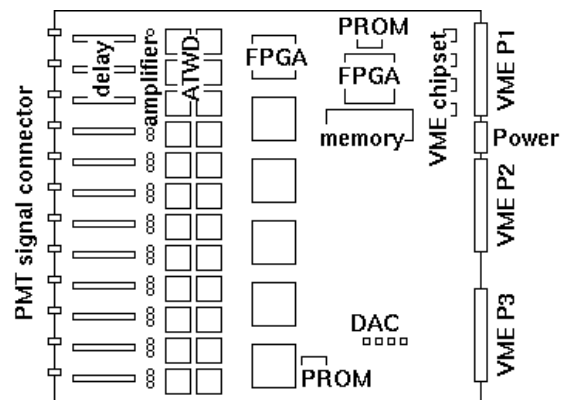 PMT signal connector
delay
amplifier
ATWD
FPGA
PROM
FPGA
memory
VME chipset
VME P1
Power
VME P2
DAC
VME P3
PROM